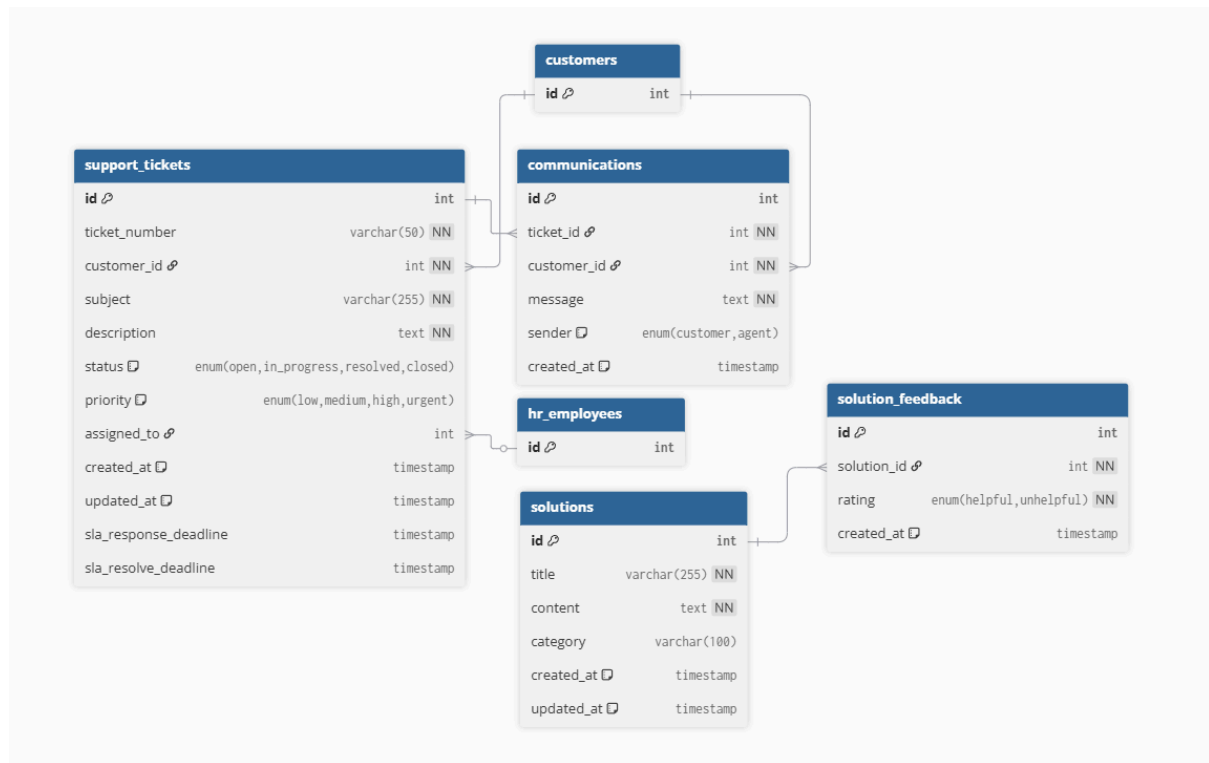 customers
id int
support_tickets
id int
ticket_number varchar(50) NN
customer_id int NN
subject varchar(255) NN
description text NN
status enum(open,in_progress,resolved,closed)
priority enum(low,medium,high,urgent)
assigned_to int
created_at timestamp
updated_at timestamp
sla_response_deadline timestamp
sla_resolve_deadline timestamp
communications
id int
ticket_id int NN
customer_id int NN
message text NN
sender enum(customer,agent)
created_at timestamp
hr_employees
id int
solutions
id int
title varchar(255) NN
content text NN
category varchar(100)
created_at timestamp
updated_at timestamp
solution_feedback
id int
solution_id int NN
rating enum(helpful,unhelpful) NN
created_at timestamp